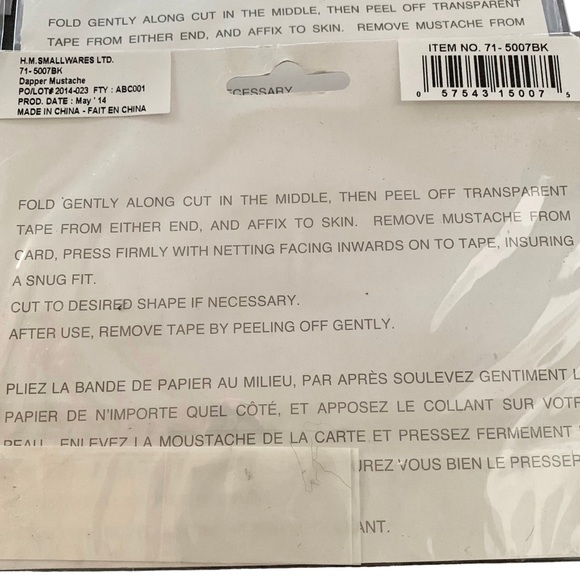 FOLD GENTLY ALONG CUT IN THE MIDDLE, THEN PEEL OFF TRANSPARENT
TAPE FROM EITHER END, AND AFFIX TO SKIN. REMOVE MUSTACHE FROM
H.M.SMALLWARES LTD.
71-5007BK
Dapper Mustache
PO/LOT# 2014-023 FTY : ABC001
PROD. DATE : May ' 14
MADE IN CHINA - FAIT EN CHINA
ECESSARY
ITEM NO. 71- 5007BK
0 57543 15007 5
FOLD GENTLY ALONG CUT IN THE MIDDLE, THEN PEEL OFF TRANSPARENT
TAPE FROM EITHER END, AND AFFIX TO SKIN. REMOVE MUSTACHE FROM
CARD, PRESS FIRMLY WITH NETTING FACING INWARDS ON TO TAPE, INSURING
A SNUG FIT.
CUT TO DESIRED SHAPE IF NECESSARY.
AFTER USE, REMOVE TAPE BY PEELING OFF GENTLY.
PLIEZ LA BANDE DE PAPIER AU MILIEU, PAR APRÈS SOULEVEZ GENTIMENT L
PAPIER DE N'IMPORTE QUEL CÔTÉ, ET APPOSEZ LE COLLANT SUR VOTR
PEAU. ENLEVEZ LA MOUSTACHE DE LA CARTE ET PRESSEZ FERMEMENT
UREZ VOUS BIEN LE PRESSER
ANT.